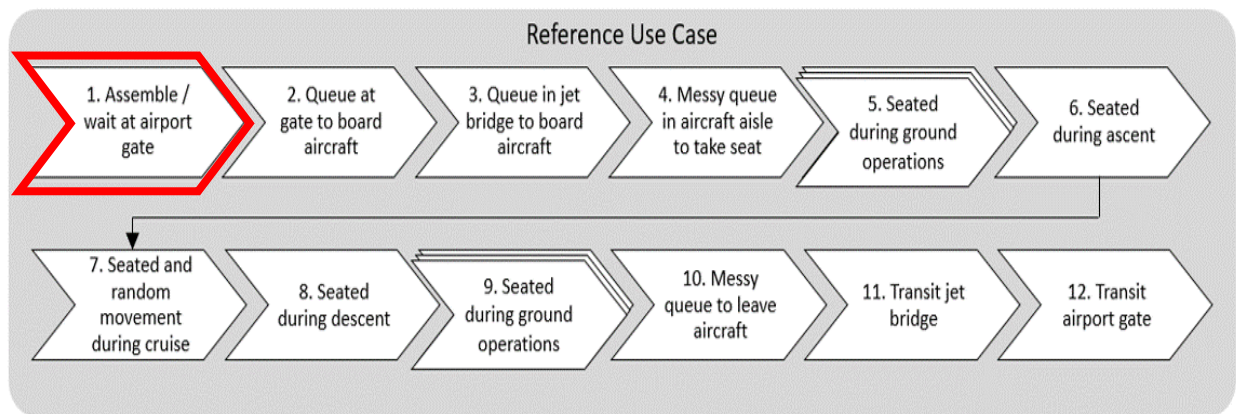 Reference Use Case
1. Assemble /
wait at airport
gate
2. Queue at
gate to board
aircraft
3. Queue in jet
bridge to board
aircraft
4. Messy queue
in aircraft aisle
to take seat
5. Seated
during ground
operations
6. Seated
during ascent
7. Seated and
random
movement
during cruise
8. Seated
during descent
9. Seated
during ground
operations
10. Messy
queue to leave
aircraft
11. Transit jet
bridge
12. Transit
airport gate